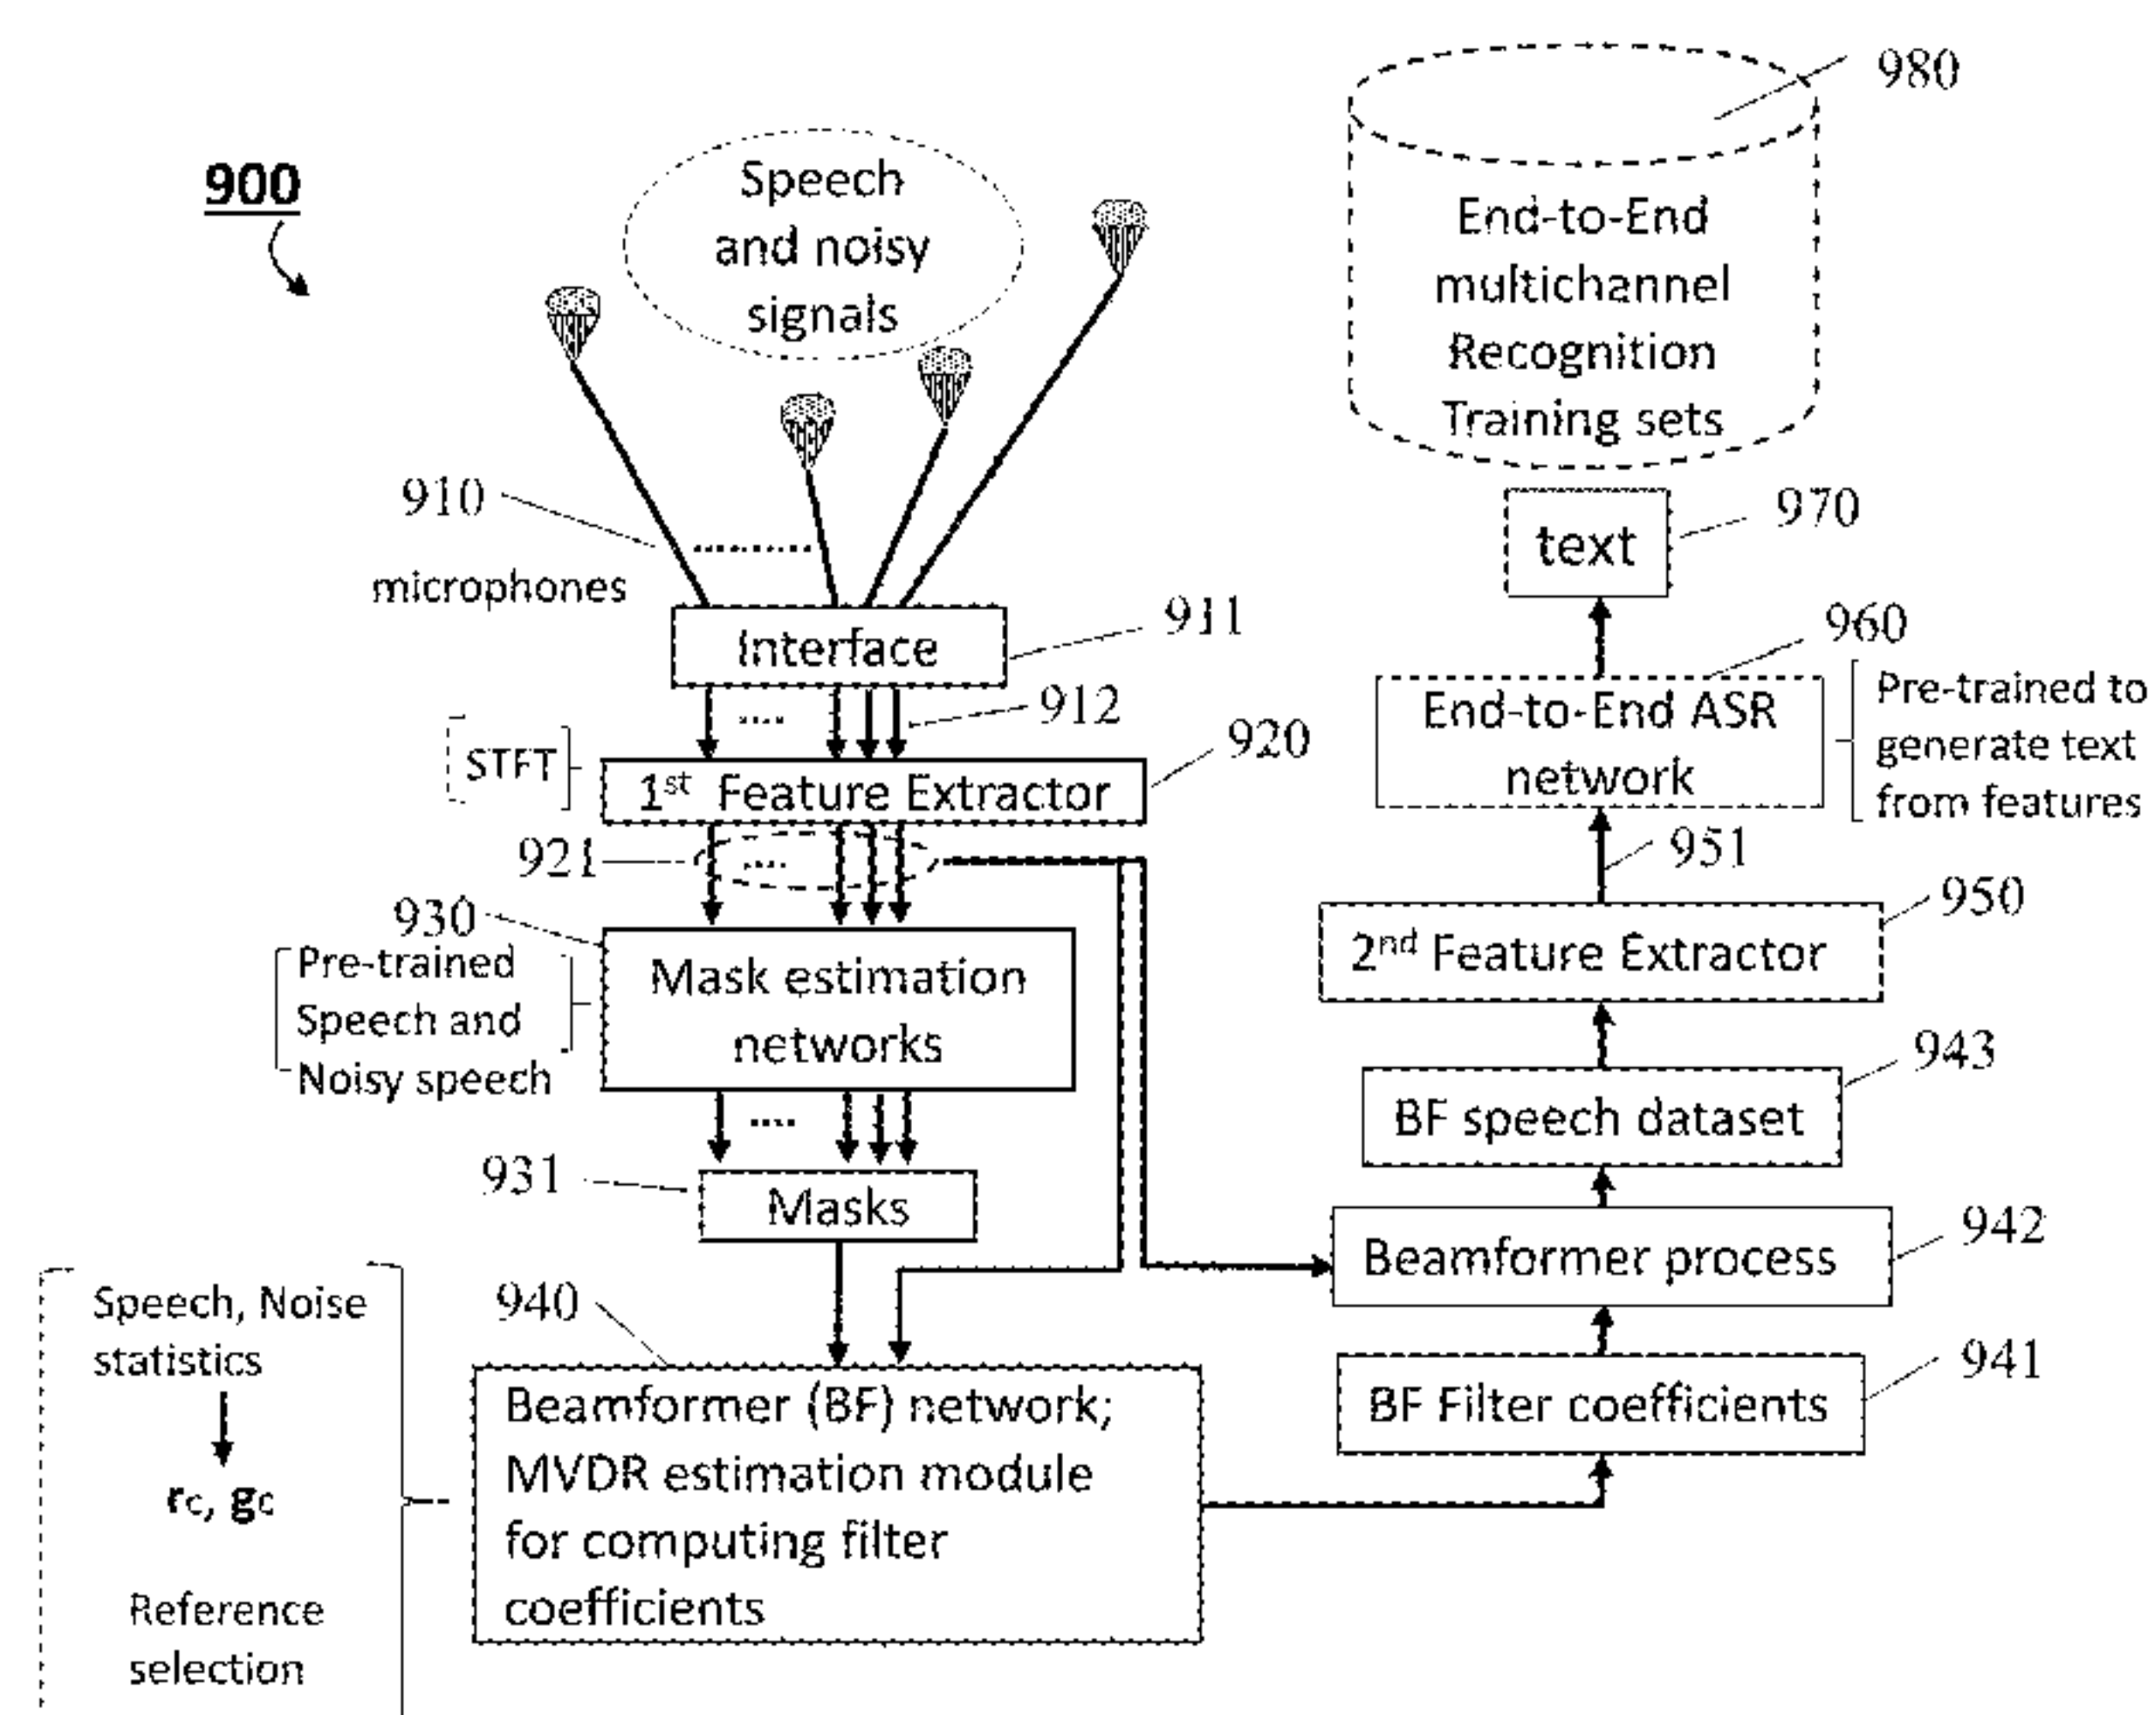 900
Speech
and noisy
signals
910
microphones
Interface
911
912
STFT
1st Feature Extractor
920
921
930
Pre-trained
Speech and
Noisy speech
Mask estimation
networks
931
Masks
Speech, Noise
statistics
rc, gc
Reference
selection
940
Beamformer (BF) network;
MVDR estimation module
for computing filter
coefficients
980
End-to-End
multichannel
Recognition
Training sets
text
970
960
End-to-End ASR
network
Pre-trained to
generate text
from features
951
950
2nd Feature Extractor
943
BF speech dataset
942
Beamformer process
941
BF Filter coefficients